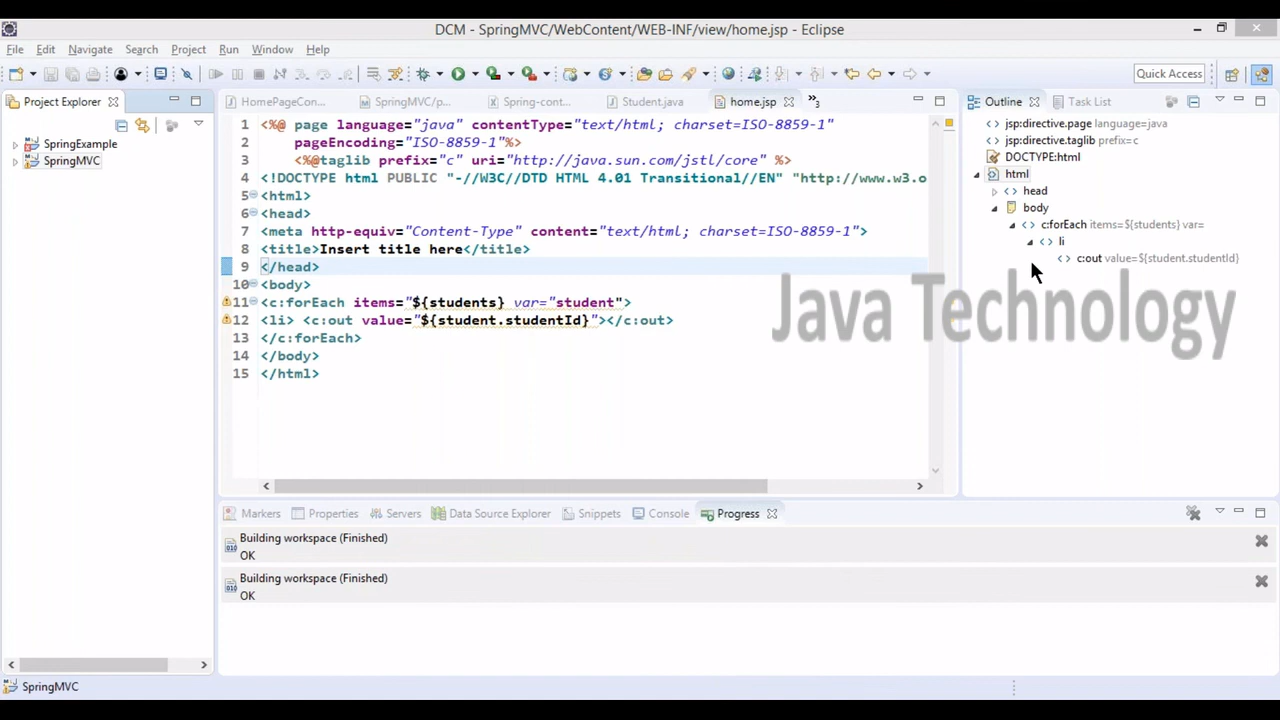 DCM - SpringMVC/WebContent/WEB-INF/view/home.jsp - Eclipse
File Edit Navigate Search Project Run Window Help
Quick Access
Project Explorer
SpringExample
SpringMVC
HomePageCon... SpringMVC/p... Spring-cont... Student.java home.jsp »3
1 <%@ page language="java" contentType="text/html; charset=ISO-8859-1"
2 pageEncoding="ISO-8859-1"%>
3 <%@taglib prefix="c" uri="http://java.sun.com/jstl/core" %>
4 <!DOCTYPE html PUBLIC "-//W3C//DTD HTML 4.01 Transitional//EN" "http://www.w3.o
5 <html>
6 <head>
7 <meta http-equiv="Content-Type" content="text/html; charset=ISO-8859-1">
8 <title>Insert title here</title>
9 </head>
10 <body>
11 <c:forEach items="${students} var="student">
12 <li> <c:out value="${student.studentId}"></c:out>
13 </c:forEach>
14 </body>
15 </html>
Outline Task List
jsp:directive.page language=java
jsp:directive.taglib prefix=c
DOCTYPE:html
html
head
body
c:forEach items=${students} var=
li
c:out value=${student.studentId}
Java Technology
Markers Properties Servers Data Source Explorer Snippets Console Progress
Building workspace (Finished)
OK
Building workspace (Finished)
OK
SpringMVC